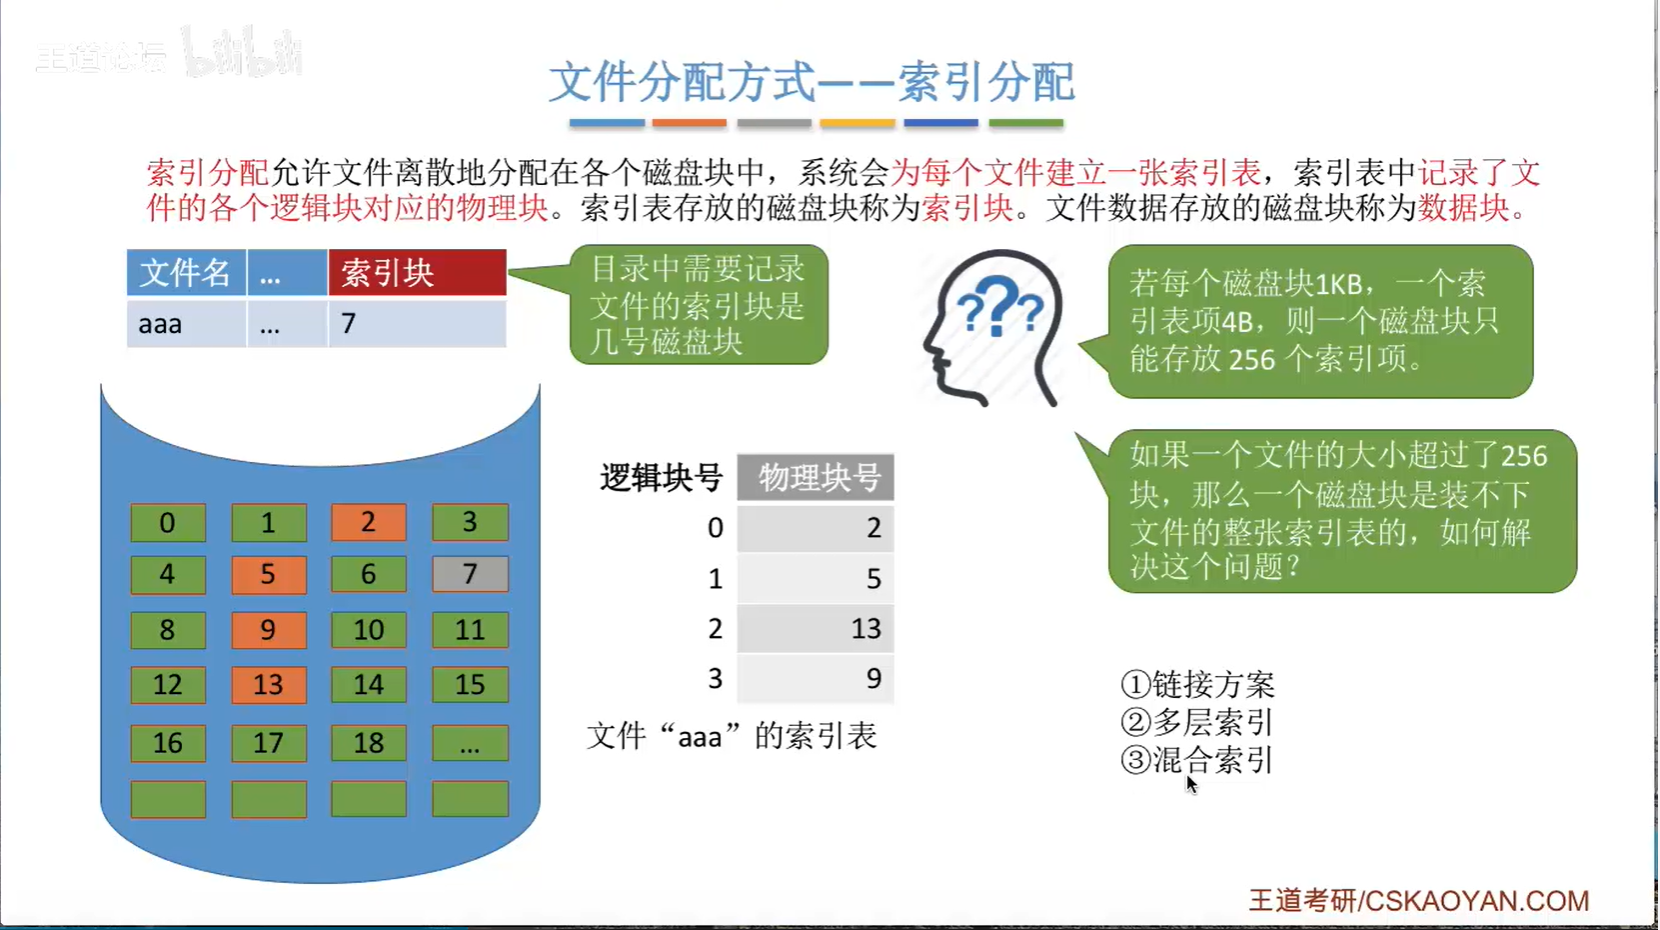 王道论坛 bilibili
文件分配方式——索引分配
索引分配允许文件离散地分配在各个磁盘块中，系统会为每个文件建立一张索引表，索引表中记录了文
件的各个逻辑块对应的物理块。索引表存放的磁盘块称为索引块。文件数据存放的磁盘块称为数据块。
文件名 ... 索引块
aaa ... 7
目录中需要记录
文件的索引块是
几号磁盘块
若每个磁盘块1KB，一个索
引表项4B，则一个磁盘块只
能存放 256 个索引项。
???
如果一个文件的大小超过了256
块，那么一个磁盘块是装不下
文件的整张索引表的，如何解
决这个问题？
0 1 2 3
4 5 6 7
8 9 10 11
12 13 14 15
16 17 18 ...
逻辑块号 物理块号
0 2
1 5
2 13
3 9
文件“aaa”的索引表
①链接方案
②多层索引
③混合索引
王道考研/CSKAOYAN.COM